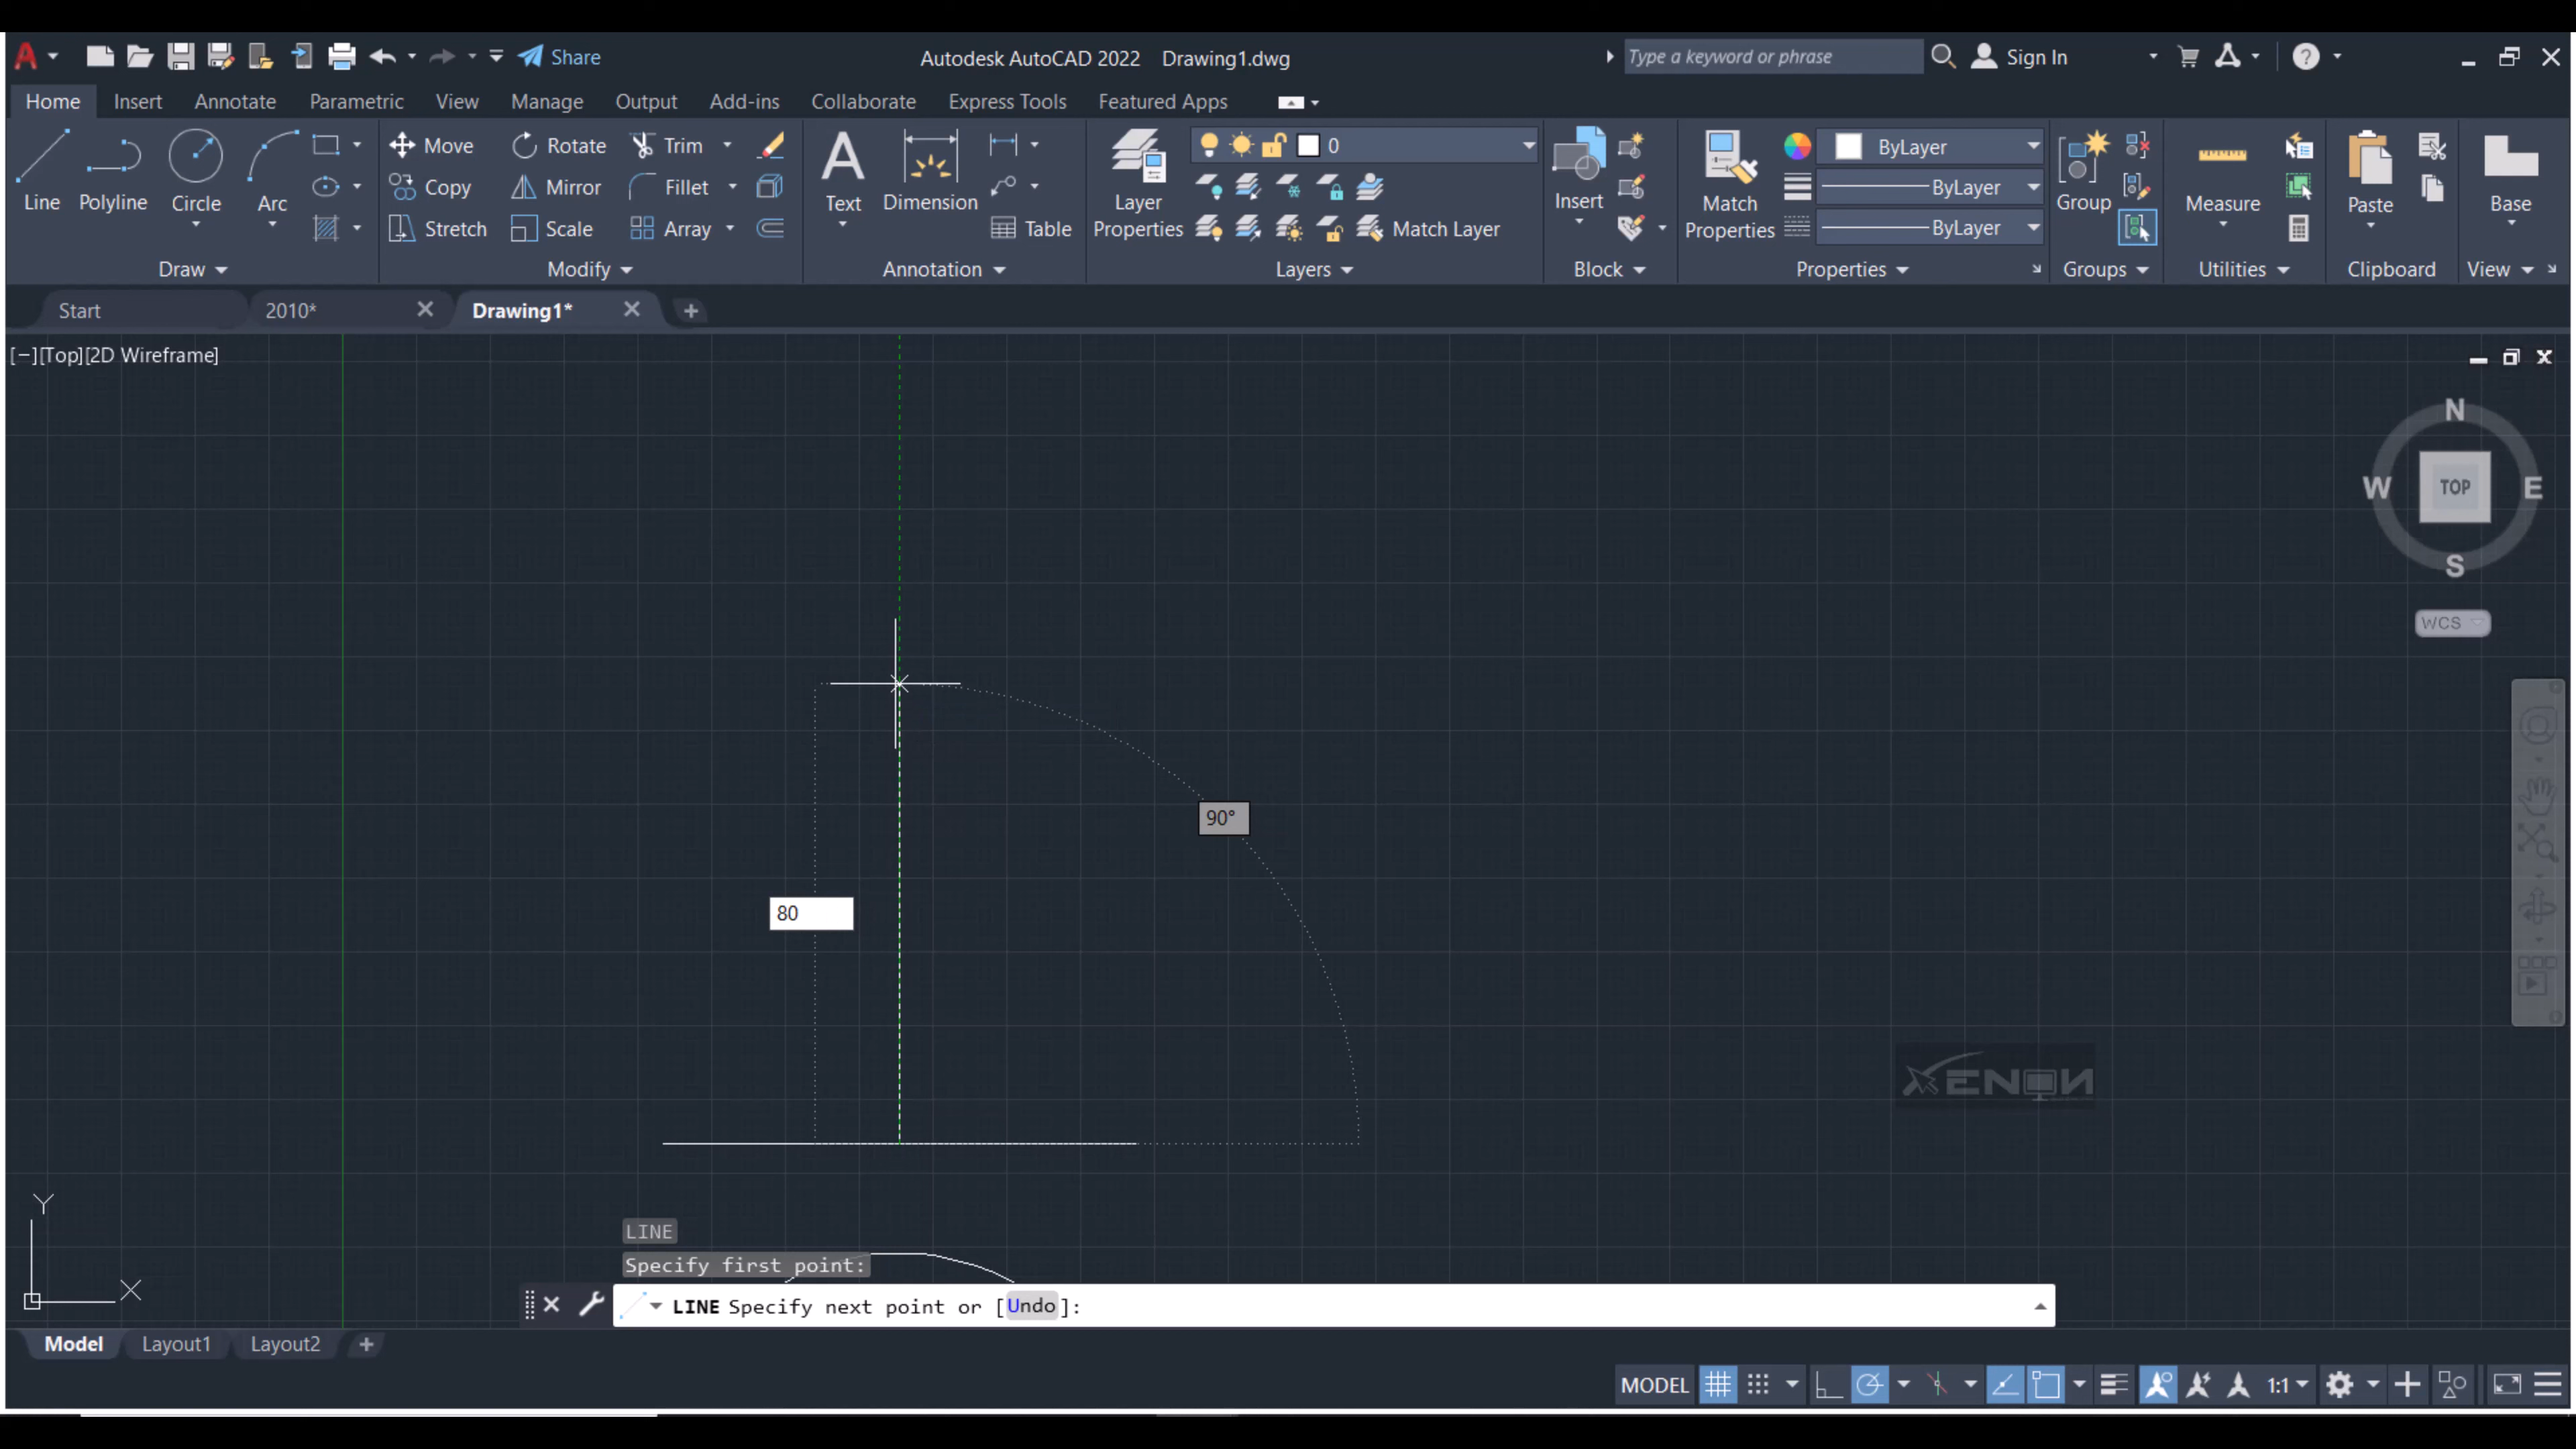 Share
Autodesk AutoCAD 2022 Drawing1.dwg
Type a keyword or phrase
Sign In
Home Insert Annotate Parametric View Manage Output Add-ins Collaborate Express Tools Featured Apps
Line
Polyline
Circle
Arc
Draw
Move
Rotate
Trim
Copy
Mirror
Fillet
Stretch
Scale
Array
Modify
Text
Dimension
Table
Annotation
Layer
Properties
0
Match Layer
Layers
Insert
Block
Match
Properties
ByLayer
ByLayer
ByLayer
Properties
Group
Groups
Measure
Utilities
Paste
Clipboard
Base
View
Start 2010* Drawing1*
[−][Top][2D Wireframe]
N
W TOP E
S
WCS
90°
80
XENON
Y
X
LINE
Specify first point:
LINE Specify next point or [Undo]:
Model Layout1 Layout2
MODEL 1:1